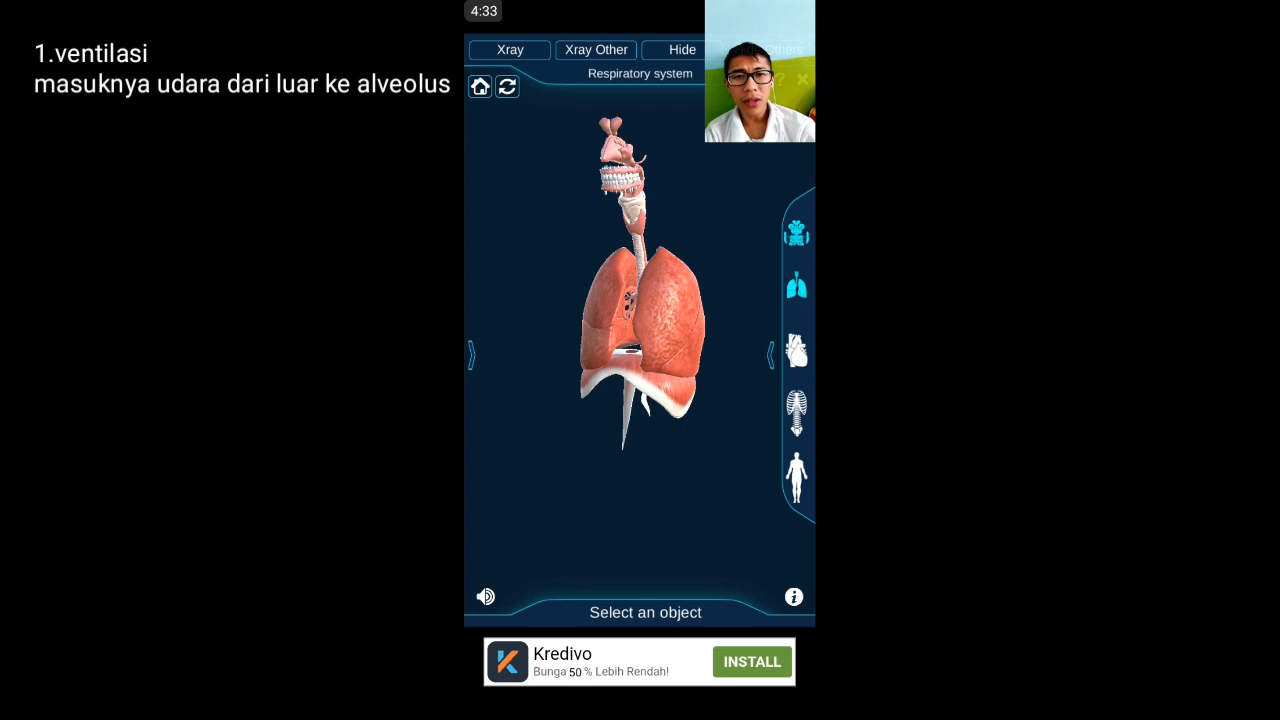 1.ventilasi
masuknya udara dari luar ke alveolus
4:33
Xray
Xray Other
Hide
Others
Respiratory system
Select an object
Kredivo
Bunga 50 % Lebih Rendah!
INSTALL